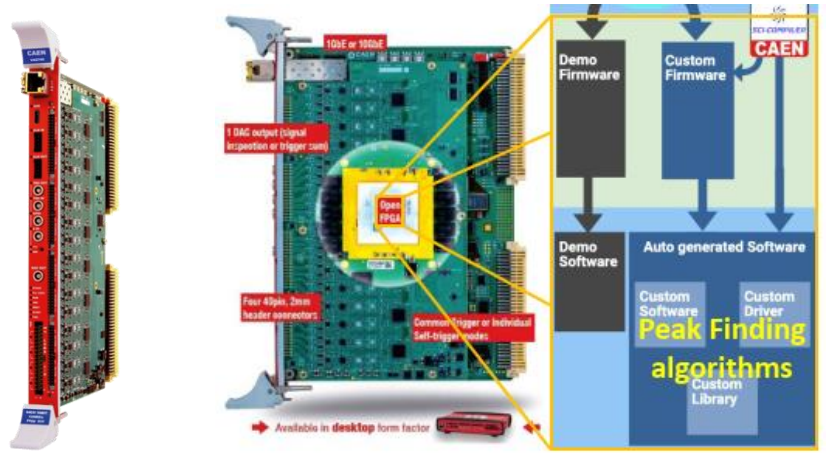 CAEN
1GbE or 10GbE
CAEN
1 DAC output (signal
inspection or trigger sum)
Open
FPGA
Four 40pin, 2mm
header connectors
Common Trigger or Individual
Self-trigger modes
Available in desktop form factor
SCI-COMPILER
CAEN
Demo
Firmware
Custom
Firmware
Demo
Software
Auto generated Software
Custom
Software
Custom
Driver
Peak Finding
algorithms
Custom
Library